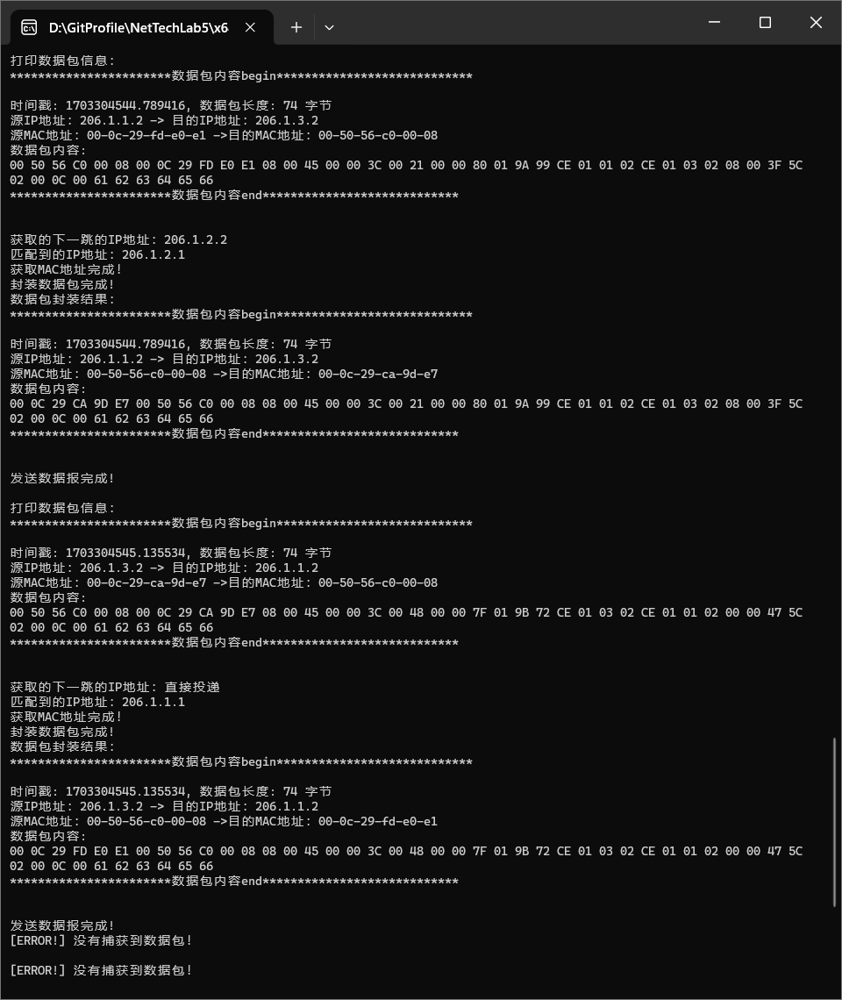 D:\GitProfile\NetTechLab5\x6
打印数据包信息:
***********************数据包内容begin****************************
时间戳: 1703304544.789416, 数据包长度: 74 字节
源IP地址: 206.1.1.2 -> 目的IP地址: 206.1.3.2
源MAC地址: 00-0c-29-fd-e0-e1 ->目的MAC地址: 00-50-56-c0-00-08
数据包内容:
00 50 56 C0 00 08 00 0C 29 FD E0 E1 08 00 45 00 00 3C 00 21 00 00 80 01 9A 99 CE 01 01 02 CE 01 03 02 08 00 3F 5C
02 00 0C 00 61 62 63 64 65 66
***********************数据包内容end****************************
获取的下一跳的IP地址: 206.1.2.2
匹配到的IP地址: 206.1.2.1
获取MAC地址完成!
封装数据包完成!
数据包封装结果:
***********************数据包内容begin****************************
时间戳: 1703304544.789416, 数据包长度: 74 字节
源IP地址: 206.1.1.2 -> 目的IP地址: 206.1.3.2
源MAC地址: 00-50-56-c0-00-08 ->目的MAC地址: 00-0c-29-ca-9d-e7
数据包内容:
00 0C 29 CA 9D E7 00 50 56 C0 00 08 08 00 45 00 00 3C 00 21 00 00 80 01 9A 99 CE 01 01 02 CE 01 03 02 08 00 3F 5C
02 00 0C 00 61 62 63 64 65 66
***********************数据包内容end****************************
发送数据报完成!
打印数据包信息:
***********************数据包内容begin****************************
时间戳: 1703304545.135534, 数据包长度: 74 字节
源IP地址: 206.1.3.2 -> 目的IP地址: 206.1.1.2
源MAC地址: 00-0c-29-ca-9d-e7 ->目的MAC地址: 00-50-56-c0-00-08
数据包内容:
00 50 56 C0 00 08 00 0C 29 CA 9D E7 08 00 45 00 00 3C 00 48 00 00 7F 01 9B 72 CE 01 03 02 CE 01 01 02 00 00 47 5C
02 00 0C 00 61 62 63 64 65 66
***********************数据包内容end****************************
获取的下一跳的IP地址: 直接投递
匹配到的IP地址: 206.1.1.1
获取MAC地址完成!
封装数据包完成!
数据包封装结果:
***********************数据包内容begin****************************
时间戳: 1703304545.135534, 数据包长度: 74 字节
源IP地址: 206.1.3.2 -> 目的IP地址: 206.1.1.2
源MAC地址: 00-50-56-c0-00-08 ->目的MAC地址: 00-0c-29-fd-e0-e1
数据包内容:
00 0C 29 FD E0 E1 00 50 56 C0 00 08 08 00 45 00 00 3C 00 48 00 00 7F 01 9B 72 CE 01 03 02 CE 01 01 02 00 00 47 5C
02 00 0C 00 61 62 63 64 65 66
***********************数据包内容end****************************
发送数据报完成!
[ERROR!] 没有捕获到数据包!
[ERROR!] 没有捕获到数据包!